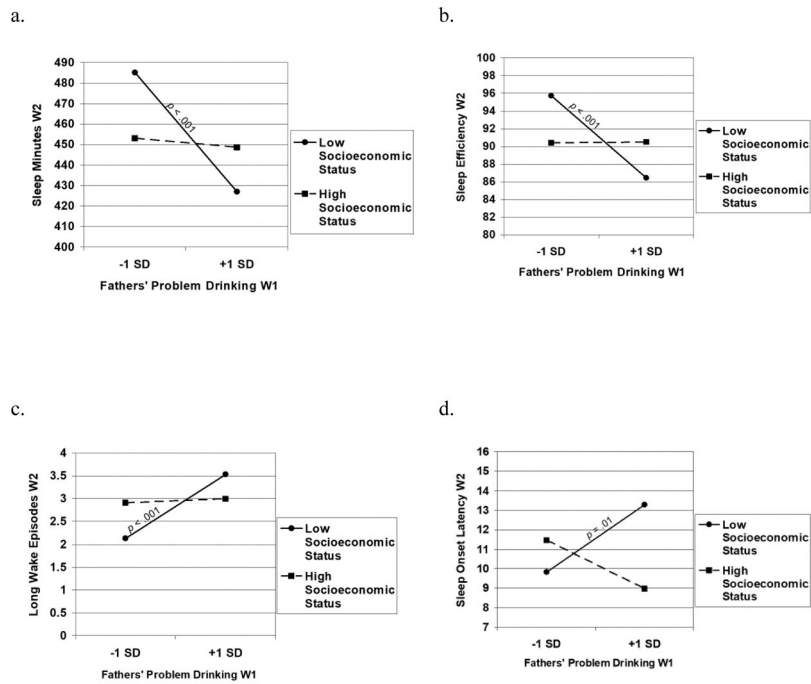 a.
490
480
470
460
450
440
430
420
410
400
Sleep Minutes W2
p < .001
-1 SD
+1 SD
Fathers' Problem Drinking W1
Low
Socioeconomic
Status
High
Socioeconomic
Status
b.
100
98
96
94
92
90
88
86
84
82
80
Sleep Efficiency W2
p < .001
-1 SD
+1 SD
Fathers' Problem Drinking W1
Low
Socioeconomic
Status
High
Socioeconomic
Status
c.
4
3.5
3
2.5
2
1.5
1
0.5
0
Long Wake Episodes W2
p < .001
-1 SD
+1 SD
Fathers' Problem Drinking W1
Low
Socioeconomic
Status
High
Socioeconomic
Status
d.
16
15
14
13
12
11
10
9
8
7
Sleep Onset Latency W2
p = .01
-1 SD
+1 SD
Fathers' Problem Drinking W1
Low
Socioeconomic
Status
High
Socioeconomic
Status